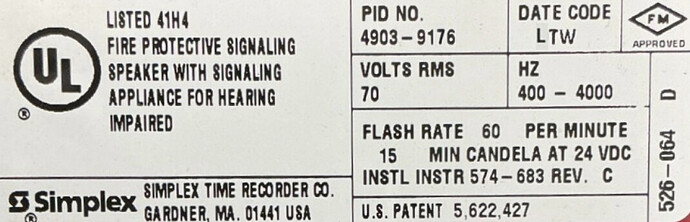 LISTED 41H4
FIRE PROTECTIVE SIGNALING
SPEAKER WITH SIGNALING
APPLIANCE FOR HEARING
IMPAIRED
UL
®
PID NO.
4903-9176
DATE CODE
LTW
FM
APPROVED
VOLTS RMS
70
HZ
400 - 4000
FLASH RATE 60 PER MINUTE
15 MIN CANDELA AT 24 VDC
INSTL INSTR 574-683 REV. C
U.S. PATENT 5,622,427
526-064 D
® Simplex
SIMPLEX TIME RECORDER CO.
GARDNER, MA. 01441 USA